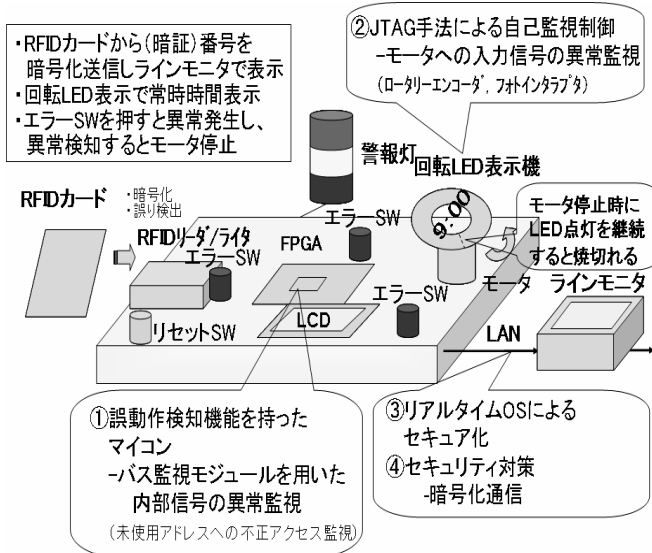 ・RFIDカードから(暗証)番号を
暗号化送信しラインモニタで表示
・回転LED表示で常時時間表示
・エラーSWを押すと異常発生し、
異常検知するとモータ停止
②JTAG手法による自己監視制御
-モータへの入力信号の異常監視
(ロータリーエンコーダ, フォトインタラプタ)
警報灯
回転LED表示機
RFIDカード
・暗号化
・誤り検出
9:00
モータ停止時に
LED点灯を継続
すると焼切れる
RFIDリーダ/ライタ
エラーSW
FPGA
エラーSW
エラーSW
モータ
ラインモニタ
リセットSW
LCD
LAN
①誤動作検知機能を持った
マイコン
-バス監視モジュールを用いた
内部信号の異常監視
(未使用アドレスへの不正アクセス監視)
③リアルタイムOSによる
セキュア化
④セキュリティ対策
-暗号化通信